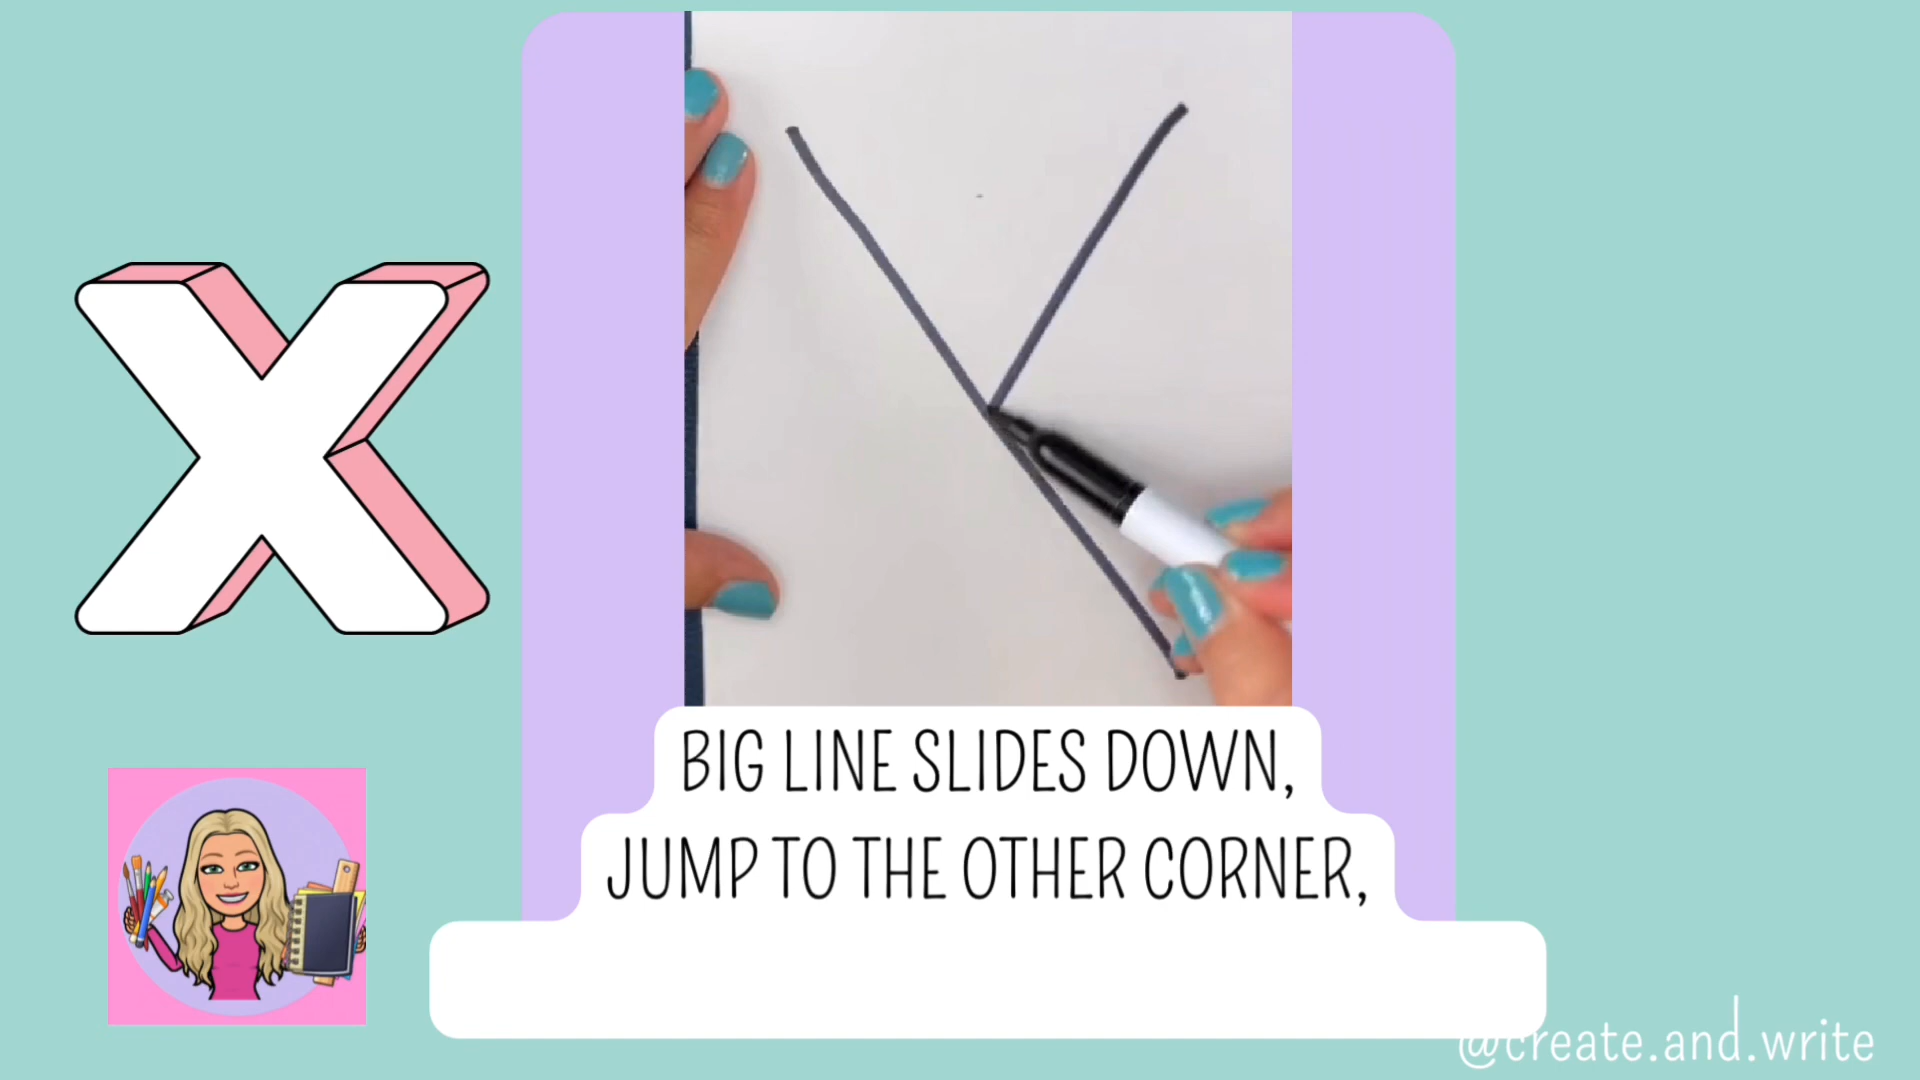 X
BIG LINE SLIDES DOWN,
JUMP TO THE OTHER CORNER,
@create.and.write